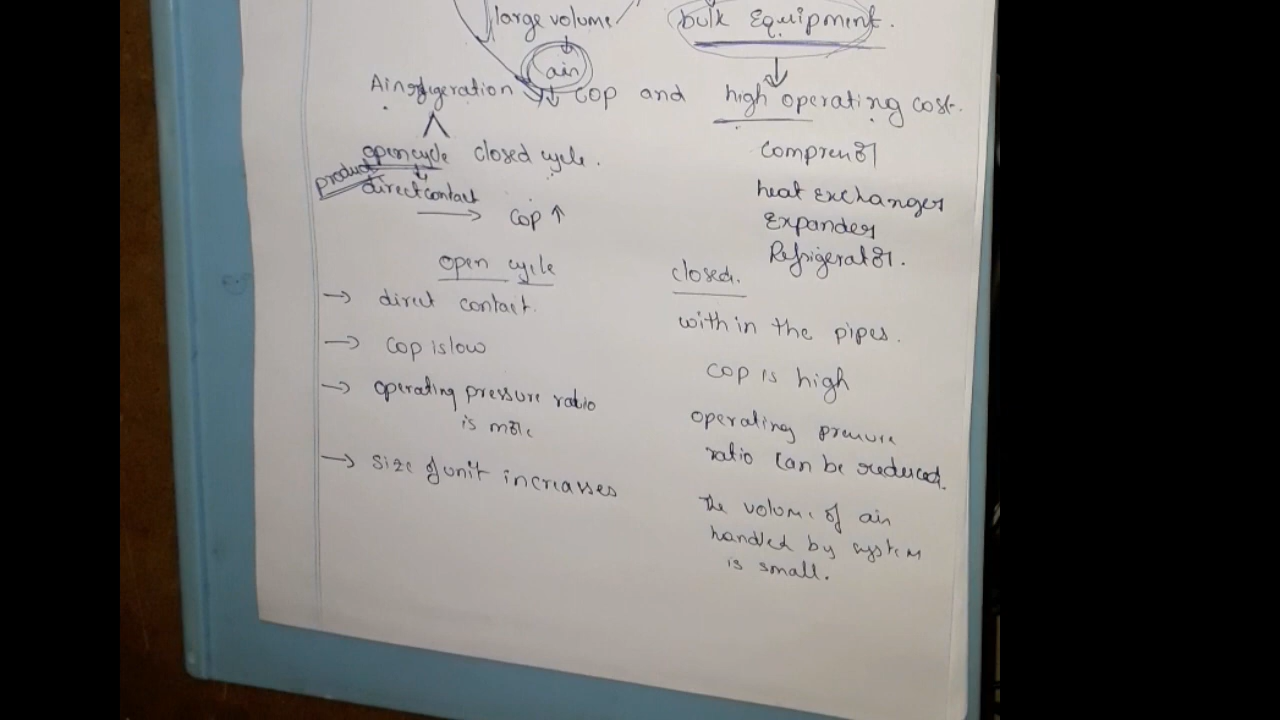 large volume
bulk Equipment.
air
Air refrigeration ↓↓ COP and high operating cost.
open cycle closed cycle.
product
direct contact
→ COP ↑
Compressor
heat Exchanger
Expander
Refrigerator.
open cycle
→ direct contact.
→ COP is low
→ operating pressure ratio
is more
→ Size of unit increases
closed.
with in the pipes.
COP is high
operating pressure
ratio can be reduced.
the volume of air
handled by system
is small.